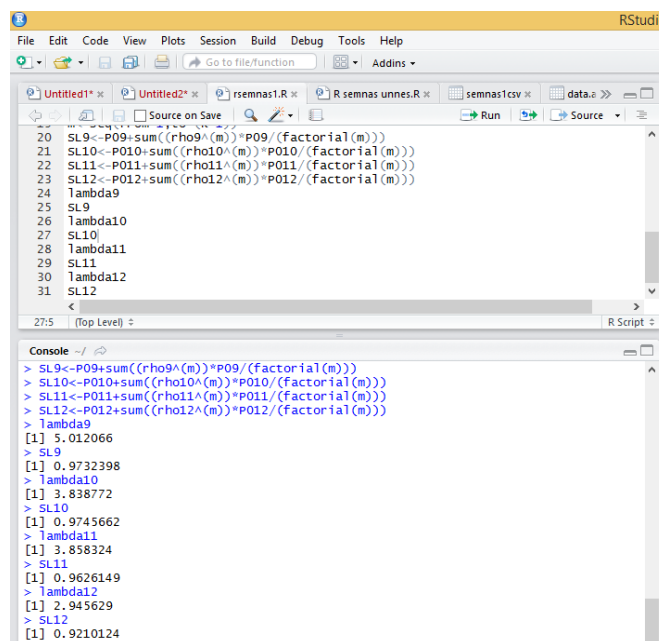 RStudi
File Edit Code View Plots Session Build Debug Tools Help
Go to file/function Addins
Untitled1* × Untitled2* × rsemnas1.R × R semnas unnes.R × semnas1csv × data.a
Source on Save Run Source
20 SL9<-P09+sum((rho9^(m))*P09/(factorial(m)))
21 SL10<-P010+sum((rho10^(m))*P010/(factorial(m)))
22 SL11<-P011+sum((rho11^(m))*P011/(factorial(m)))
23 SL12<-P012+sum((rho12^(m))*P012/(factorial(m)))
24 lambda9
25 SL9
26 lambda10
27 SL10
28 lambda11
29 SL11
30 lambda12
31 SL12
27:5 (Top Level) R Script
Console ~/
> SL9<-P09+sum((rho9^(m))*P09/(factorial(m)))
> SL10<-P010+sum((rho10^(m))*P010/(factorial(m)))
> SL11<-P011+sum((rho11^(m))*P011/(factorial(m)))
> SL12<-P012+sum((rho12^(m))*P012/(factorial(m)))
> lambda9
[1] 5.012066
> SL9
[1] 0.9732398
> lambda10
[1] 3.838772
> SL10
[1] 0.9745662
> lambda11
[1] 3.858324
> SL11
[1] 0.9626149
> lambda12
[1] 2.945629
> SL12
[1] 0.9210124